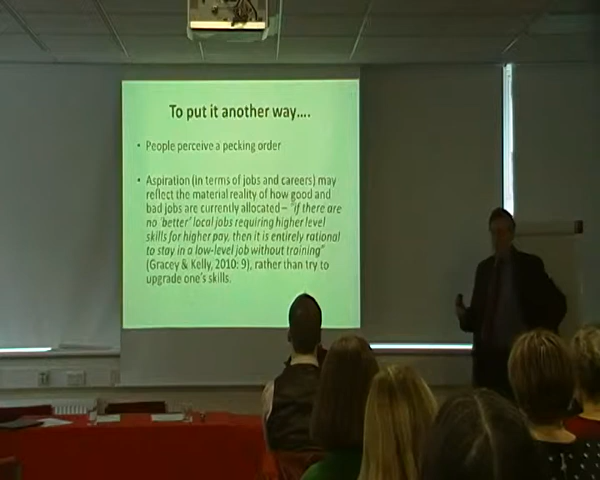 To put it another way....
• People perceive a pecking order
• Aspiration (in terms of jobs and careers) may
reflect the material reality of how good and
bad jobs are currently allocated – "if there are
no 'better' local jobs requiring higher level
skills for higher pay, then it is entirely rational
to stay in a low-level job without training"
(Gracey & Kelly, 2010: 9), rather than try to
upgrade one's skills.